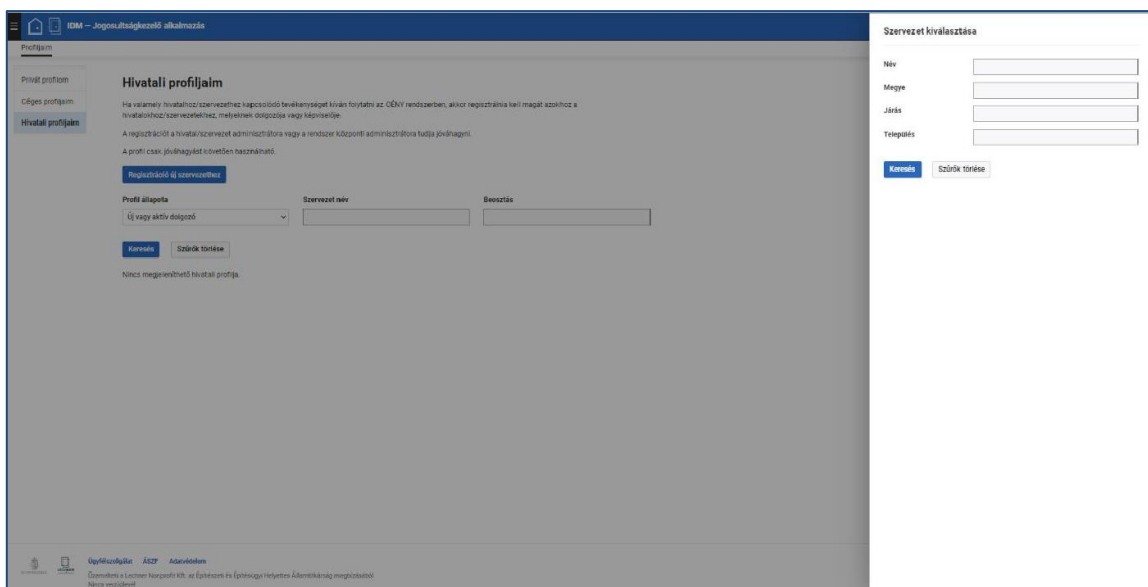 IDM – Jogosultságkezelő alkalmazás
Profiljaim
Privát profilom
Céges profiljaim
Hivatali profiljaim
Hivatali profiljaim
Ha valamely hivatalhoz/szervezethez kapcsolódó tevékenységet kíván folytatni az OÉNY rendszerben, akkor regisztrálnia kell magát azokhoz a
hivatalokhoz/szervezetekhez, melyeknek dolgozója vagy képviselője.
A regisztrációt a hivatal/szervezet adminisztrátora vagy a rendszer központi adminisztrátora tudja jóváhagyni.
A profil csak jóváhagyást követően használható.
Regisztráció új szervezethez
Profil állapota
Szervezet név
Beosztás
Új vagy aktív dolgozó
Keresés
Szűrők törlése
Nincs megjeleníthető hivatali profilja.
Ügyfélszolgálat ÁSZF Adatvédelem
Üzemelteti a Lechner Nonprofit Kft. az Építészeti és Építésügyi Helyettes Államtitkárság megbízásából
Nincs verziólevél
Szervezet kiválasztása
Név
Megye
Járás
Település
Keresés
Szűrők törlése